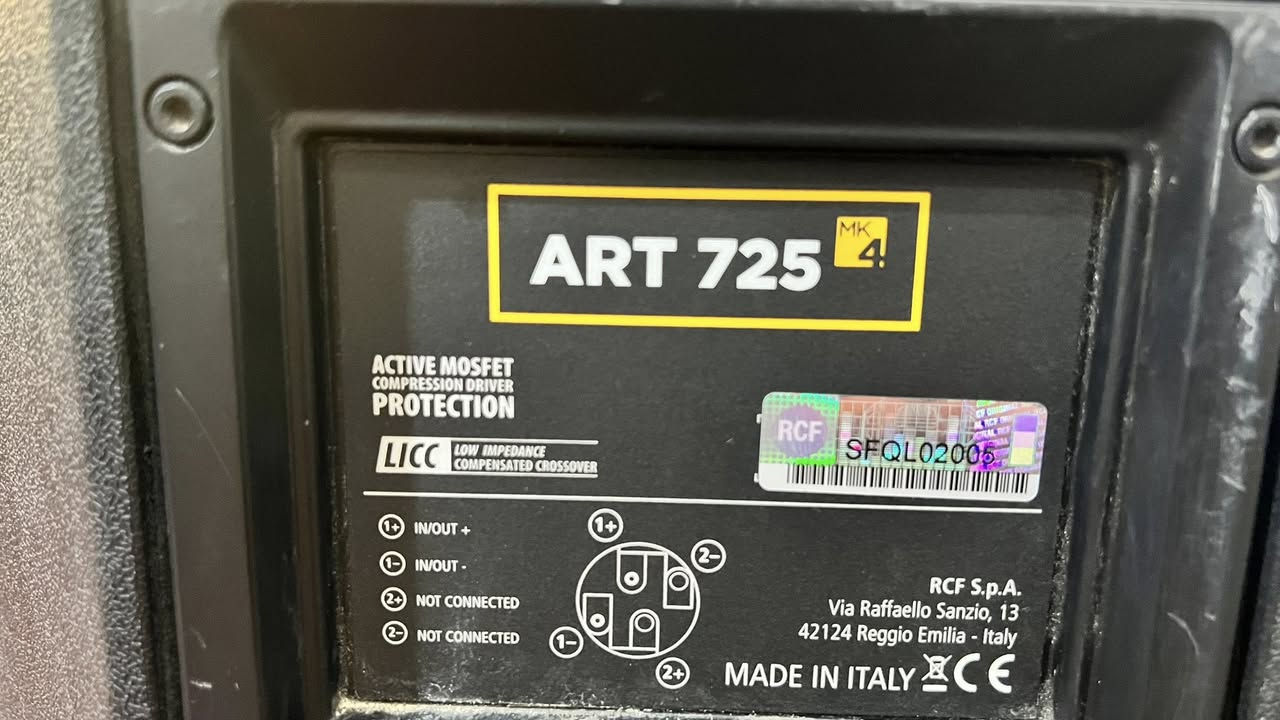 ART 725 MK 4.
ACTIVE MOSFET
COMPRESSION DRIVER
PROTECTION
LICC LOW IMPEDANCE
COMPENSATED CROSSOVER
RCF
SFQL02005
1+ IN/OUT +
1- IN/OUT -
2+ NOT CONNECTED
2- NOT CONNECTED
1+
2-
1-
2+
RCF S.p.A.
Via Raffaello Sanzio, 13
42124 Reggio Emilia - Italy
MADE IN ITALY CE